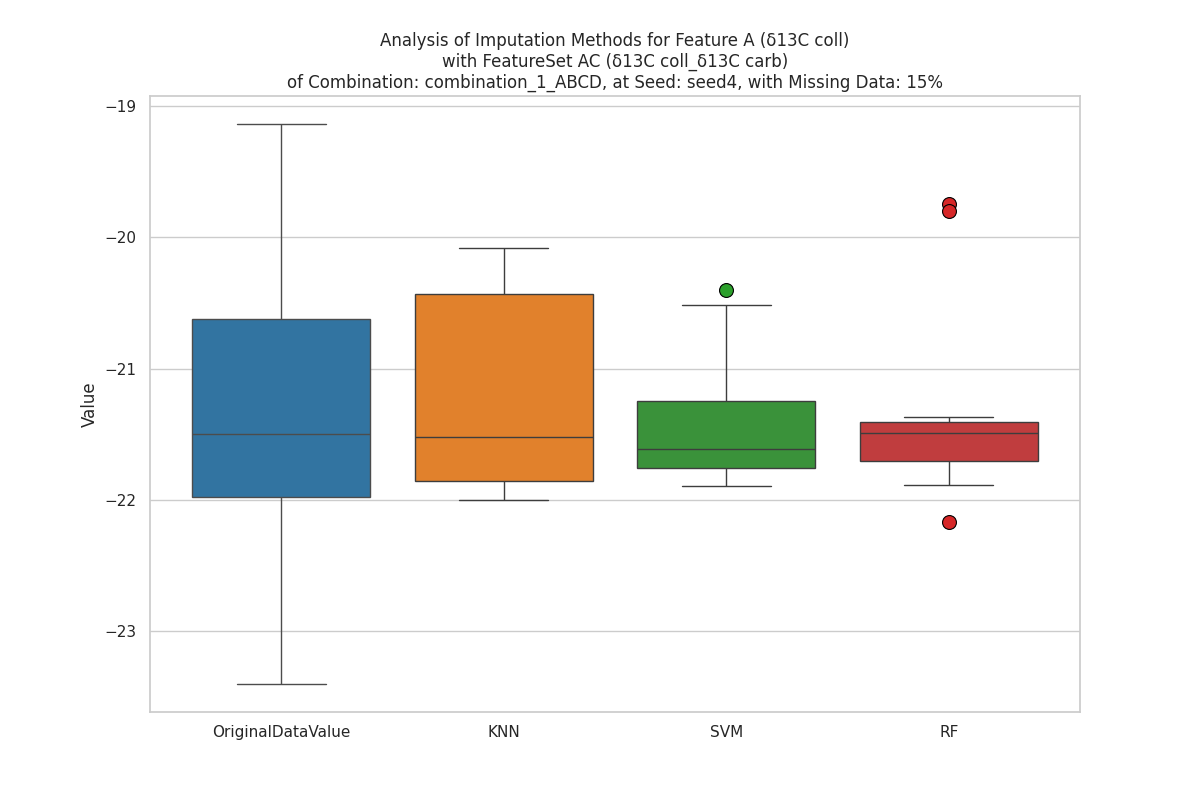 Analysis of Imputation Methods for Feature A (δ13C coll)
with FeatureSet AC (δ13C coll_δ13C carb)
of Combination: combination_1_ABCD, at Seed: seed4, with Missing Data: 15%
−19
−20
−21
−22
−23
Value
OriginalDataValue
KNN
SVM
RF